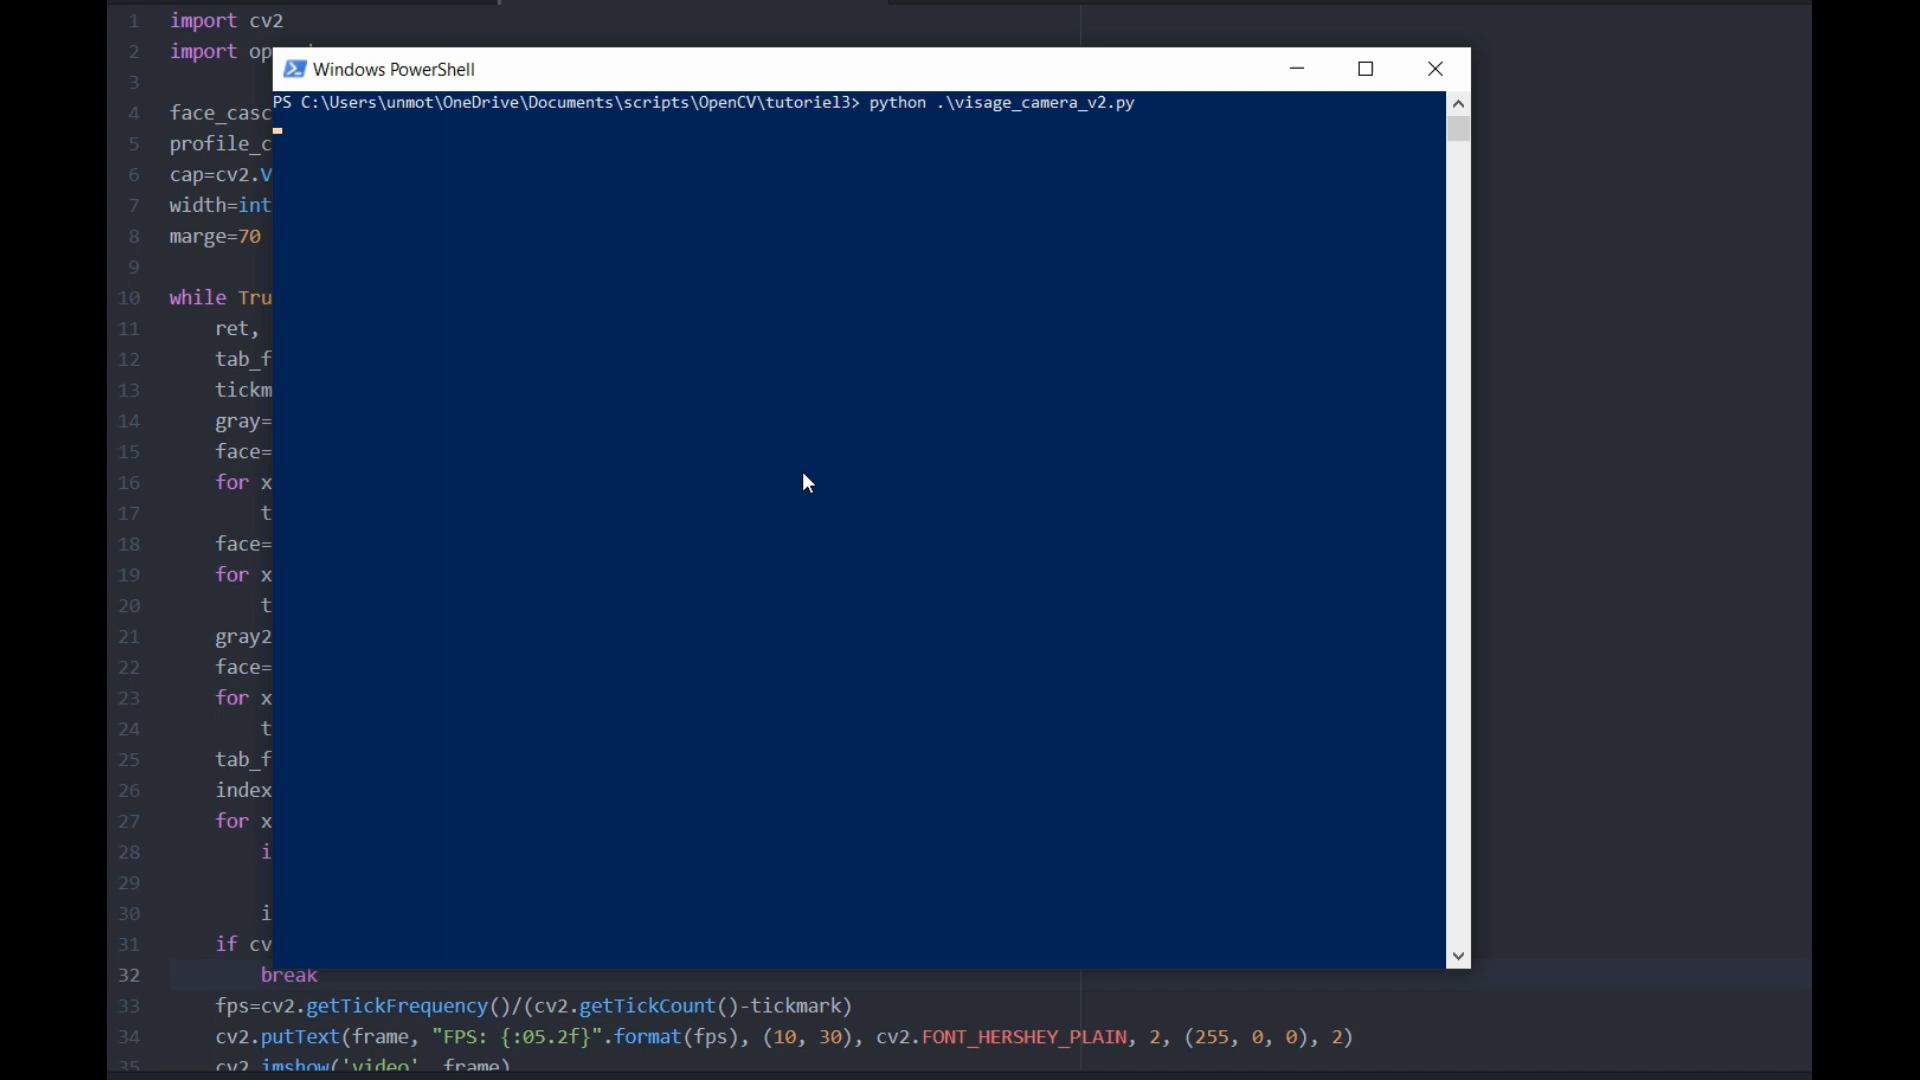 1 import cv2
2 import op
3
Windows PowerShell
PS C:\Users\unmot\OneDrive\Documents\scripts\OpenCV\tutoriel3> python .\visage_camera_v2.py
4 face_casc
5 profile_c
6 cap=cv2.V
7 width=int
8 marge=70
9
10 while Tru
11 ret,
12 tab_f
13 tickm
14 gray=
15 face=
16 for x
17 t
18 face=
19 for x
20 t
21 gray2
22 face=
23 for x
24 t
25 tab_f
26 index
27 for x
28 i
29
30 i
31 if cv
32 break
33 fps=cv2.getTickFrequency()/(cv2.getTickCount()-tickmark)
34 cv2.putText(frame, "FPS: {:05.2f}".format(fps), (10, 30), cv2.FONT_HERSHEY_PLAIN, 2, (255, 0, 0), 2)
35 cv2.imshow('video', frame)